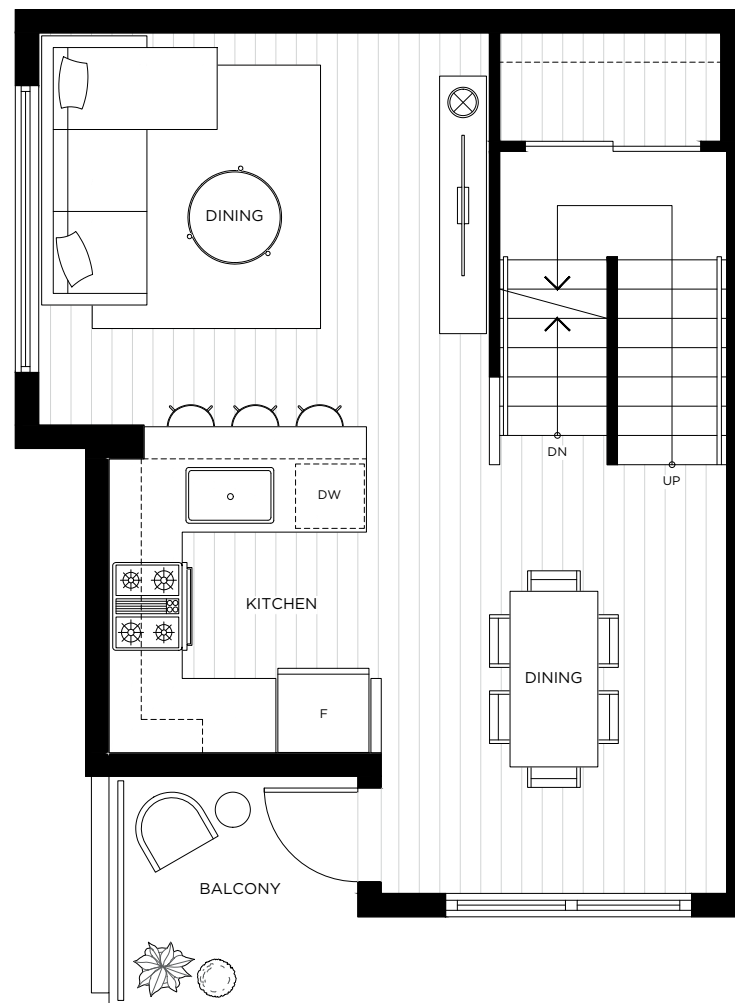 DINING
DN
UP
DW
KITCHEN
DINING
F
BALCONY